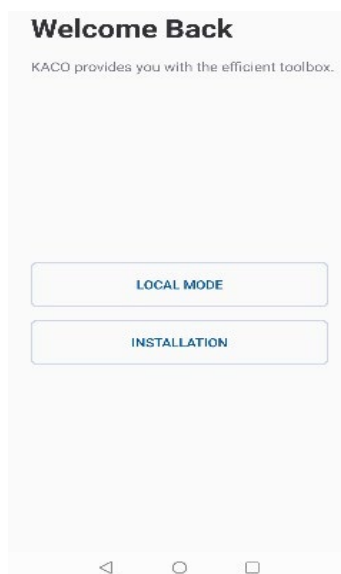 Welcome Back
KACO provides you with the efficient toolbox.
LOCAL MODE
INSTALLATION